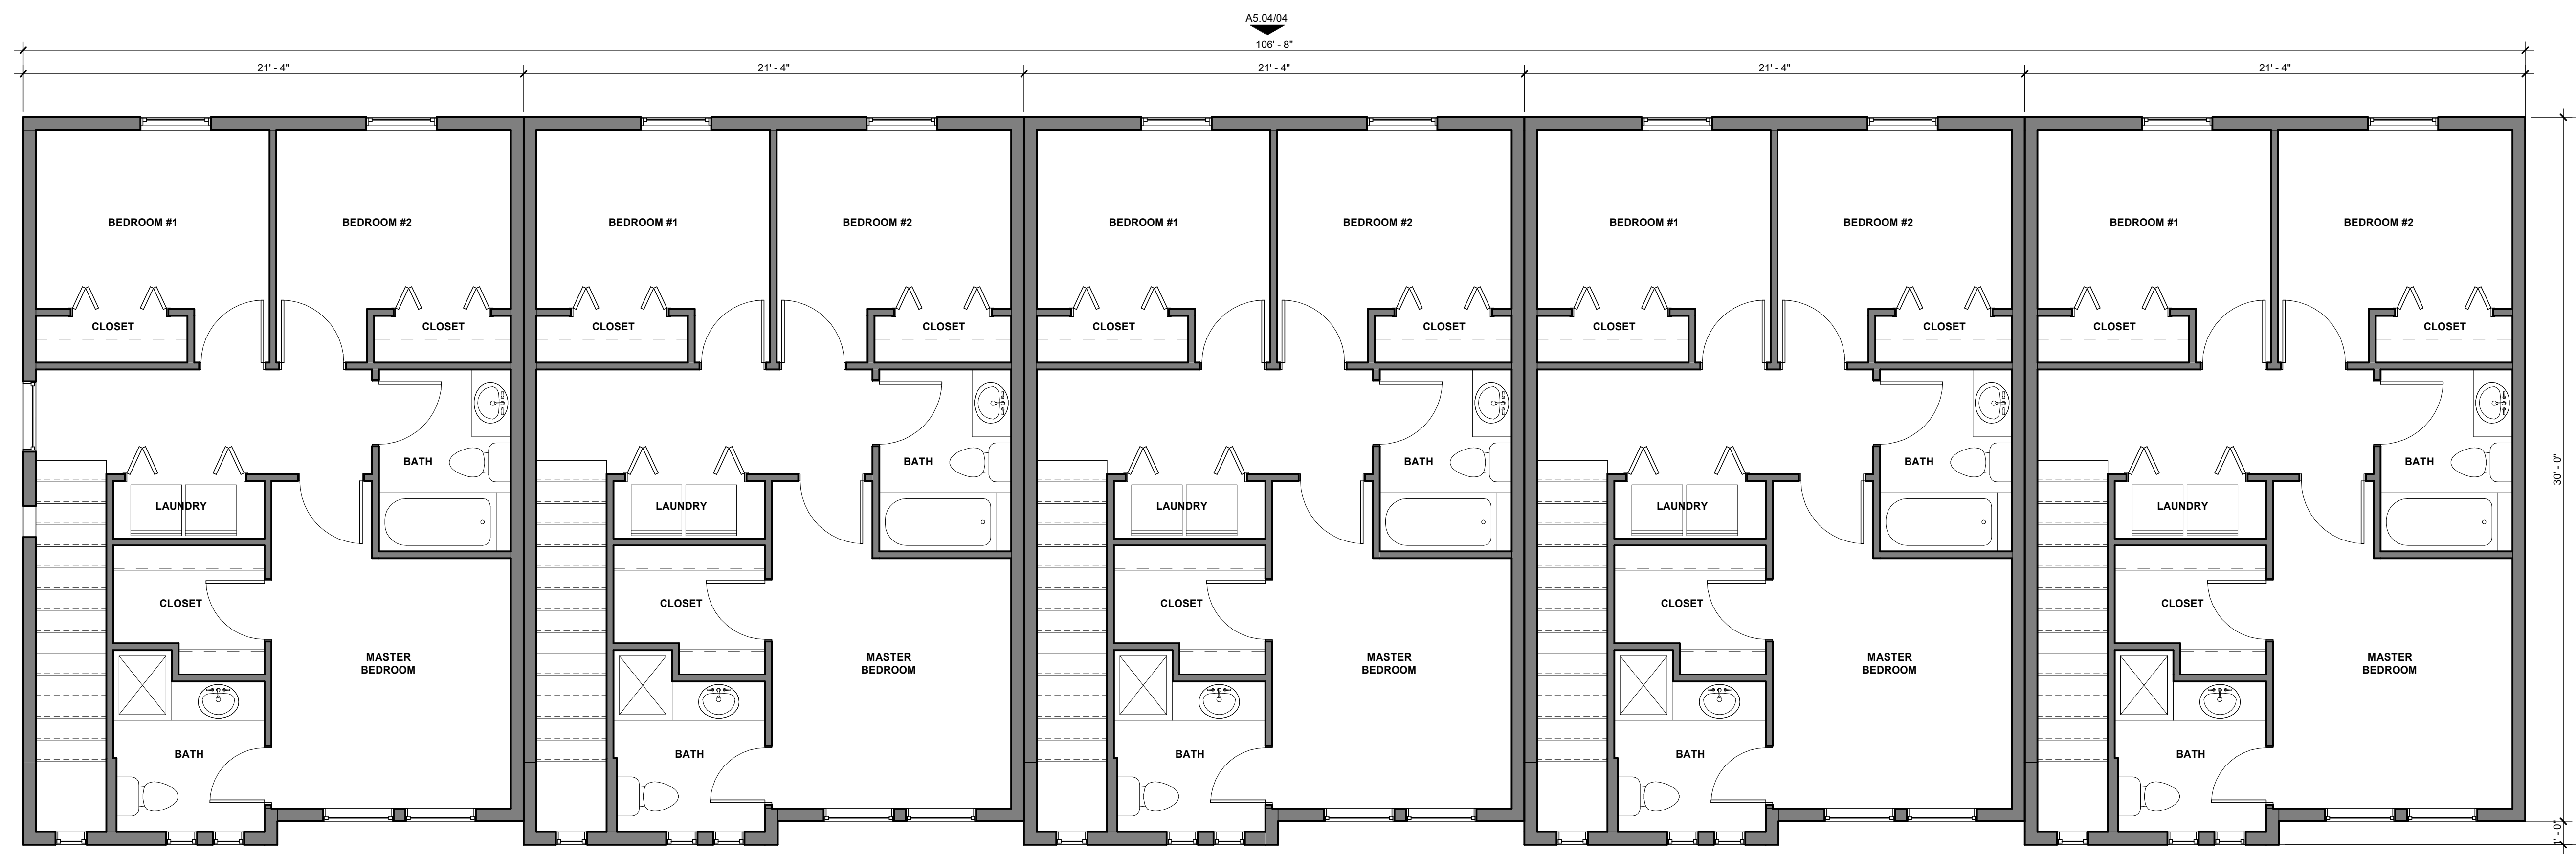 A5.04/04
106' - 8"
21' - 4" 21' - 4" 21' - 4" 21' - 4" 21' - 4"
BEDROOM #1 BEDROOM #2 BEDROOM #1 BEDROOM #2 BEDROOM #1 BEDROOM #2 BEDROOM #1 BEDROOM #2 BEDROOM #1 BEDROOM #2
CLOSET CLOSET CLOSET CLOSET CLOSET CLOSET CLOSET CLOSET CLOSET CLOSET
BATH BATH BATH BATH BATH
30' - 0"
LAUNDRY LAUNDRY LAUNDRY LAUNDRY LAUNDRY
CLOSET CLOSET CLOSET CLOSET CLOSET
MASTER MASTER MASTER MASTER MASTER
BEDROOM BEDROOM BEDROOM BEDROOM BEDROOM
BATH BATH BATH BATH BATH
1' - 0"